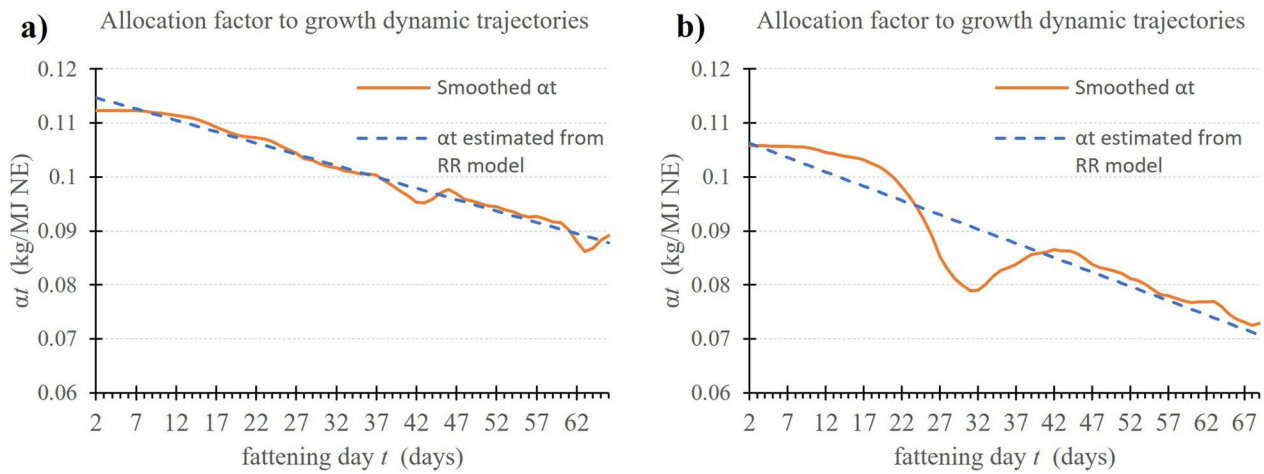 a)
Allocation factor to growth dynamic trajectories
0.12
0.11
0.1
0.09
0.08
0.07
0.06
αt (kg/MJ NE)
Smoothed αt
αt estimated from
RR model
2 7 12 17 22 27 32 37 42 47 52 57 62
fattening day t (days)
b)
Allocation factor to growth dynamic trajectories
0.12
0.11
0.1
0.09
0.08
0.07
0.06
αt (kg/MJ NE)
Smoothed αt
αt estimated from
RR model
2 7 12 17 22 27 32 37 42 47 52 57 62 67
fattening day t (days)